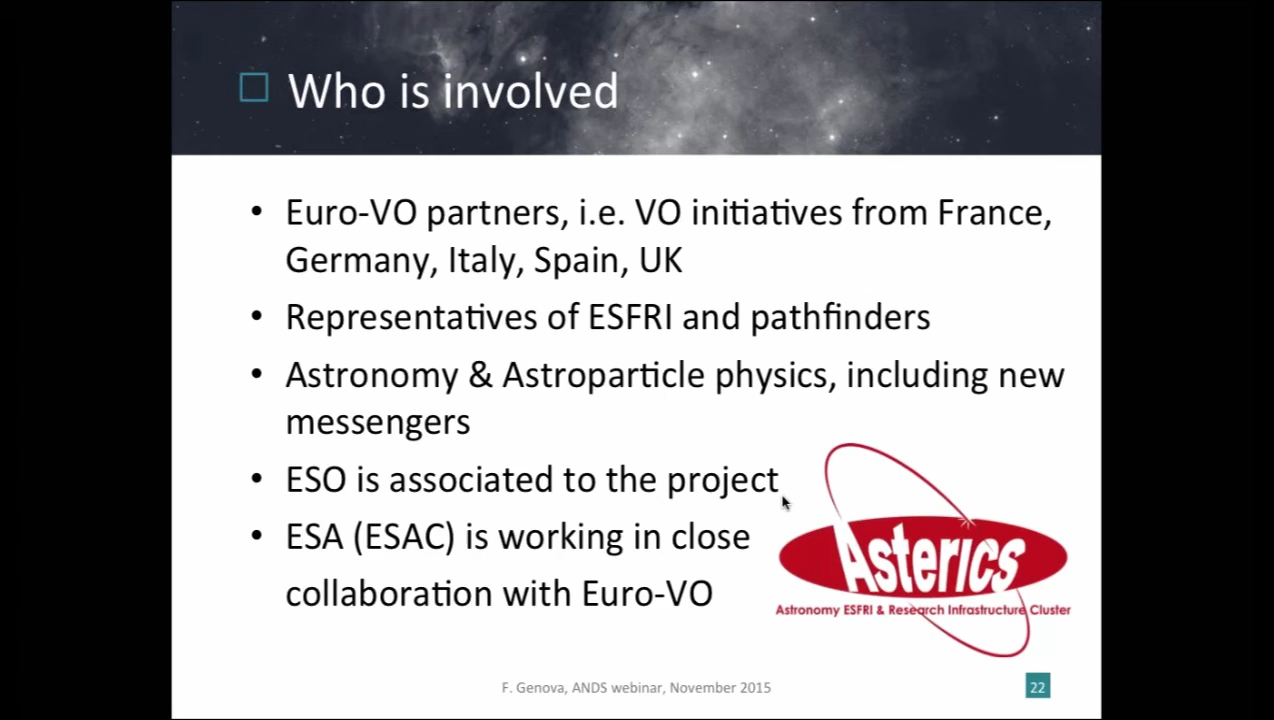 Who is involved
• Euro-VO partners, i.e. VO initiatives from France,
Germany, Italy, Spain, UK
• Representatives of ESFRI and pathfinders
• Astronomy & Astroparticle physics, including new
messengers
• ESO is associated to the project
• ESA (ESAC) is working in close
collaboration with Euro-VO
Asterics
Astronomy ESFRI & Research Infrastructure Cluster
F. Genova, ANDS webinar, November 2015
22